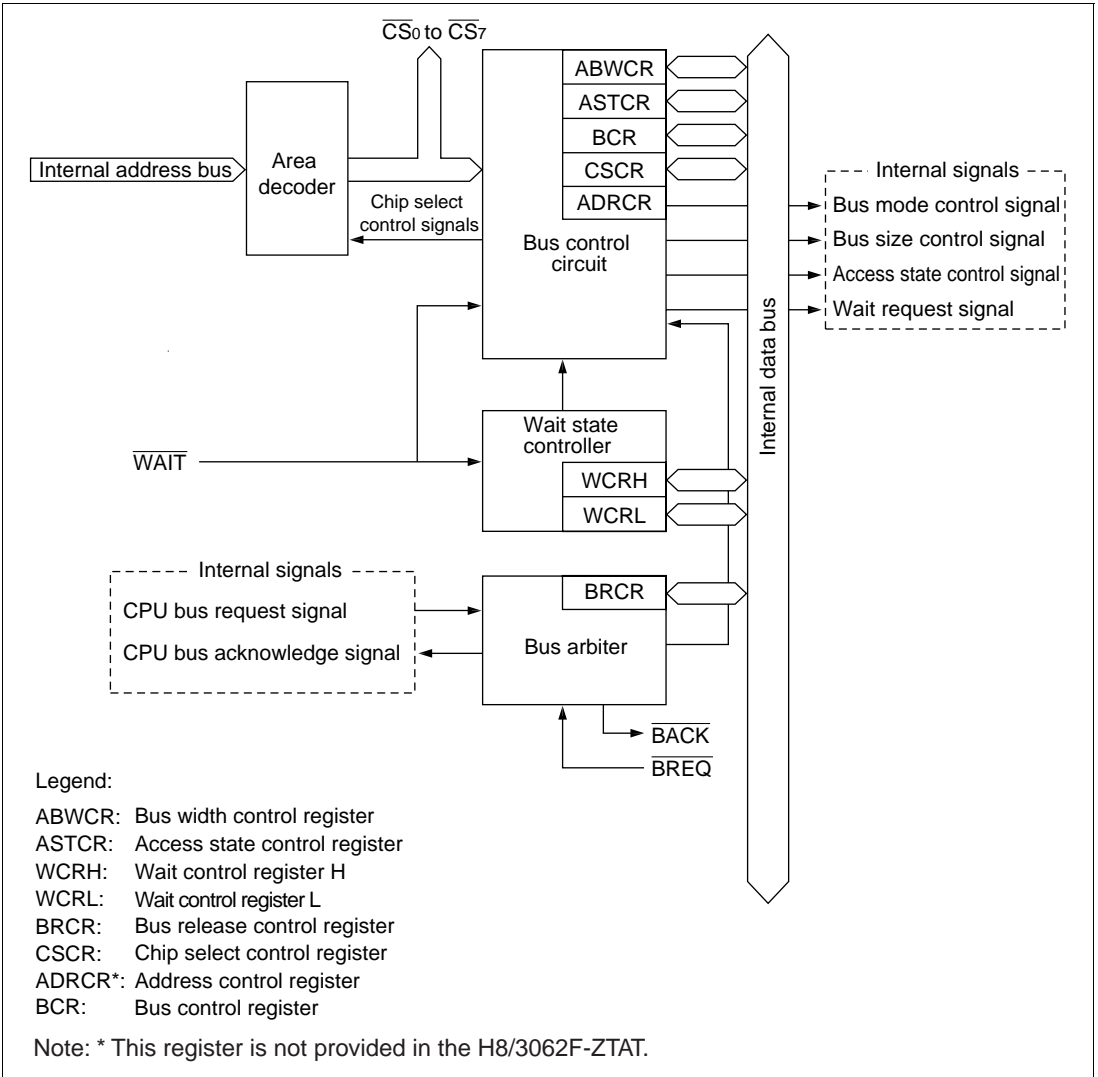 C̅S̅0 to C̅S̅7
ABWCR
ASTCR
BCR
CSCR
ADRCR
Internal address bus
Area
decoder
Chip select
control signals
Bus control
circuit
Internal signals
Bus mode control signal
Bus size control signal
Access state control signal
Wait request signal
Internal data bus
W̅A̅I̅T̅
Wait state
controller
WCRH
WCRL
Internal signals
CPU bus request signal
CPU bus acknowledge signal
BRCR
Bus arbiter
B̅A̅C̅K̅
B̅R̅E̅Q̅
Legend:
ABWCR: Bus width control register
ASTCR: Access state control register
WCRH: Wait control register H
WCRL: Wait control register L
BRCR: Bus release control register
CSCR: Chip select control register
ADRCR*: Address control register
BCR: Bus control register
Note: * This register is not provided in the H8/3062F-ZTAT.